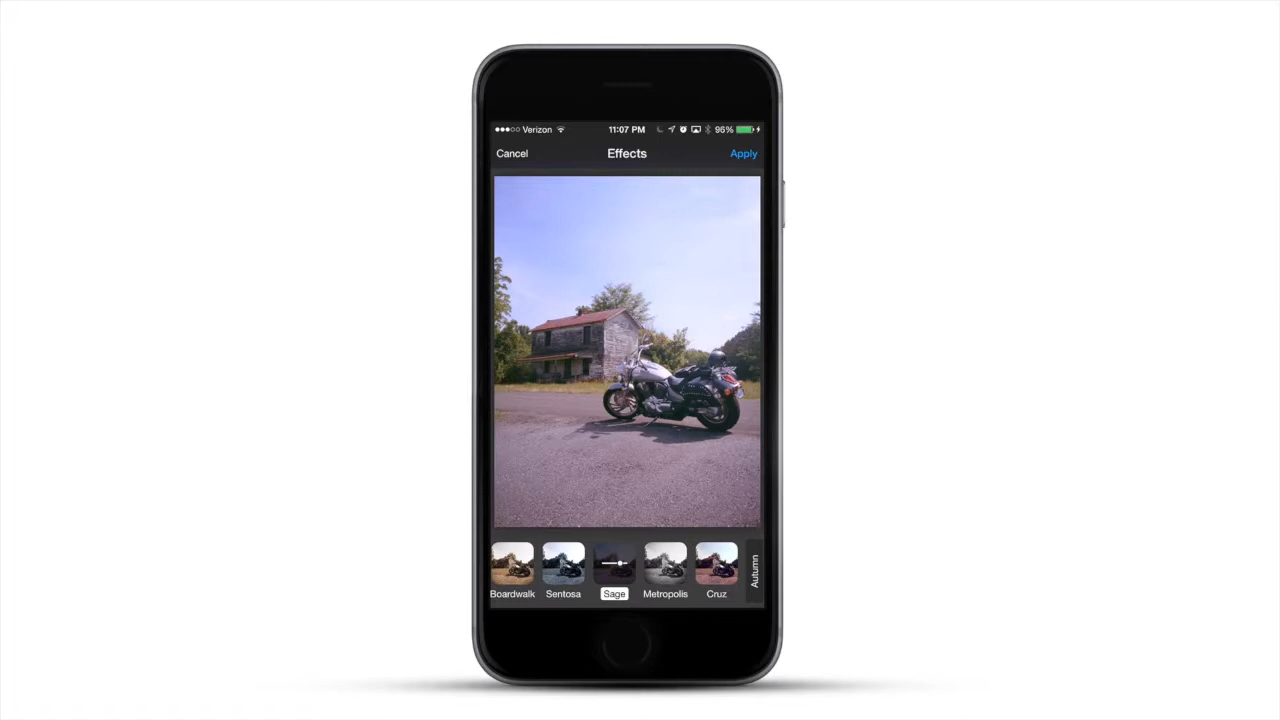 Verizon 11:07 PM 96%
Cancel Effects Apply
Boardwalk Sentosa Sage Metropolis Cruz Autumn